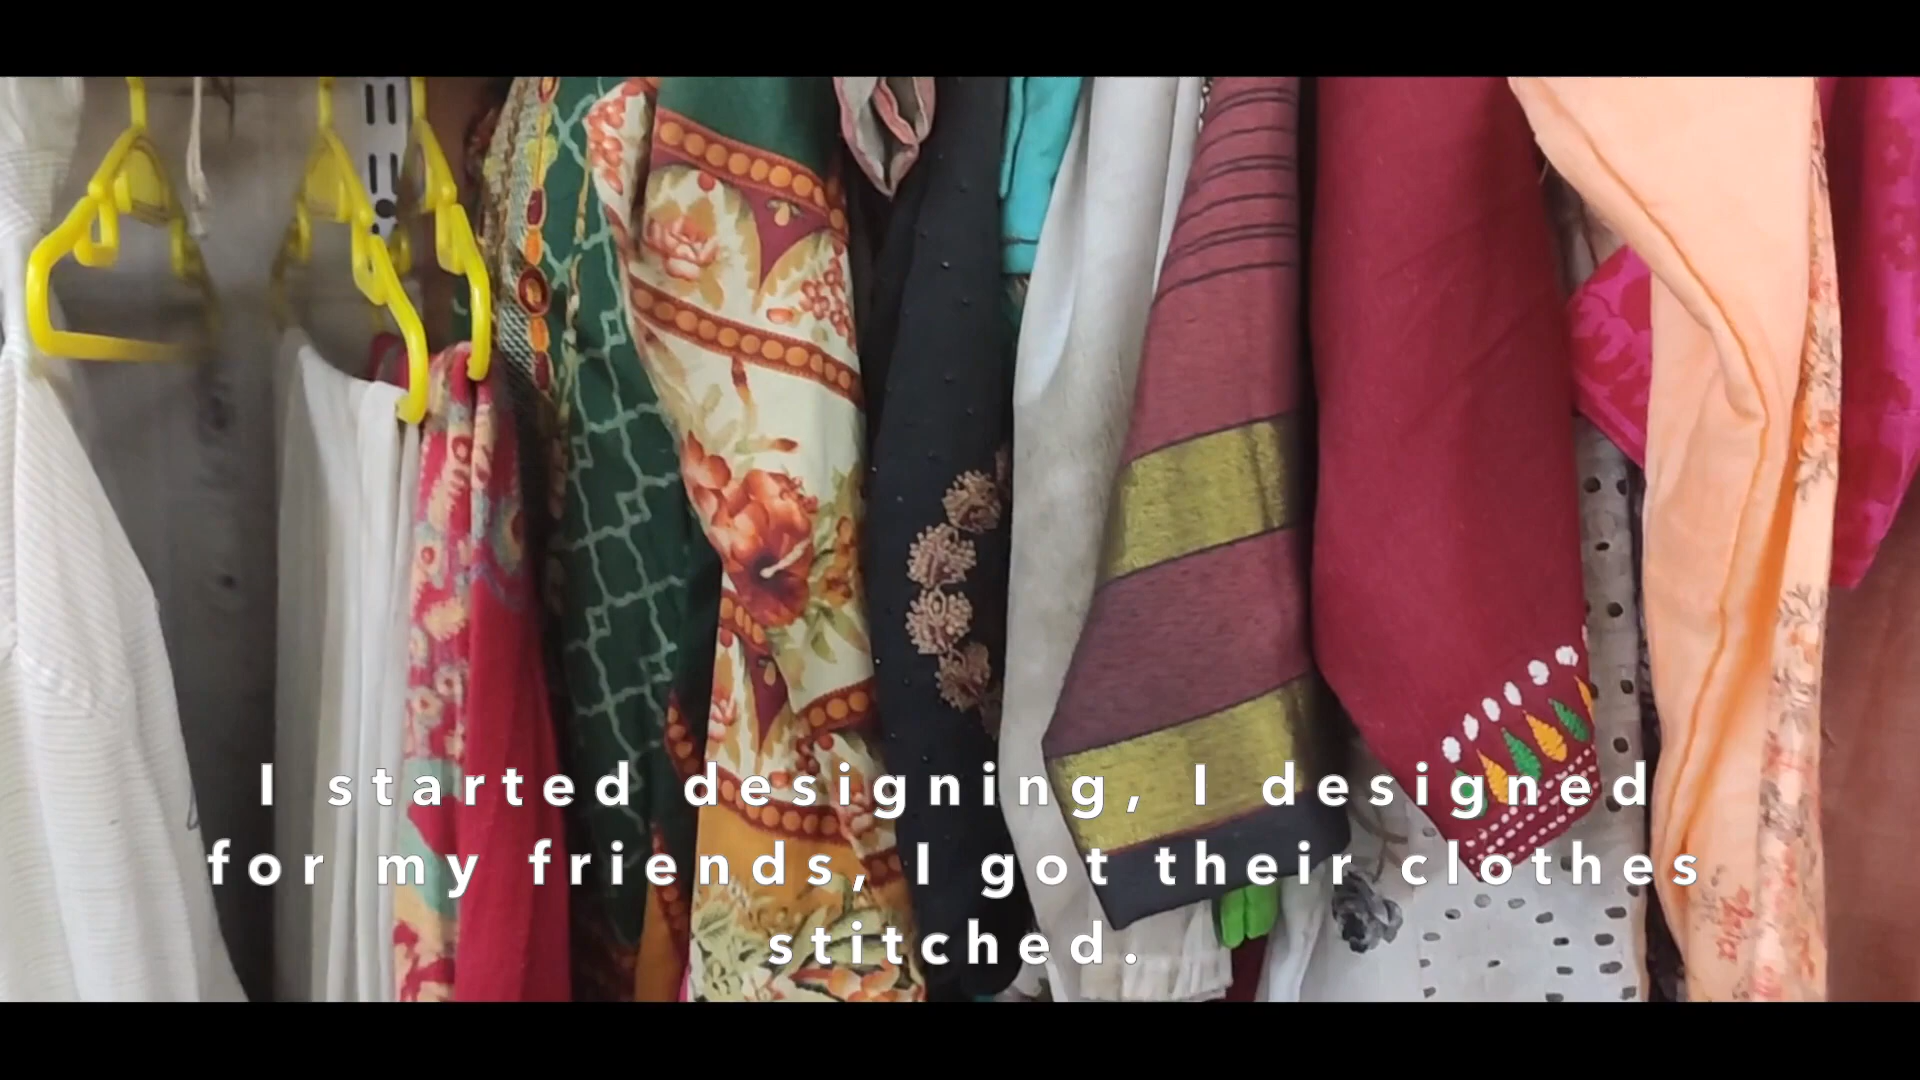 I started designing, I designed
for my friends, I got their clothes
stitched.